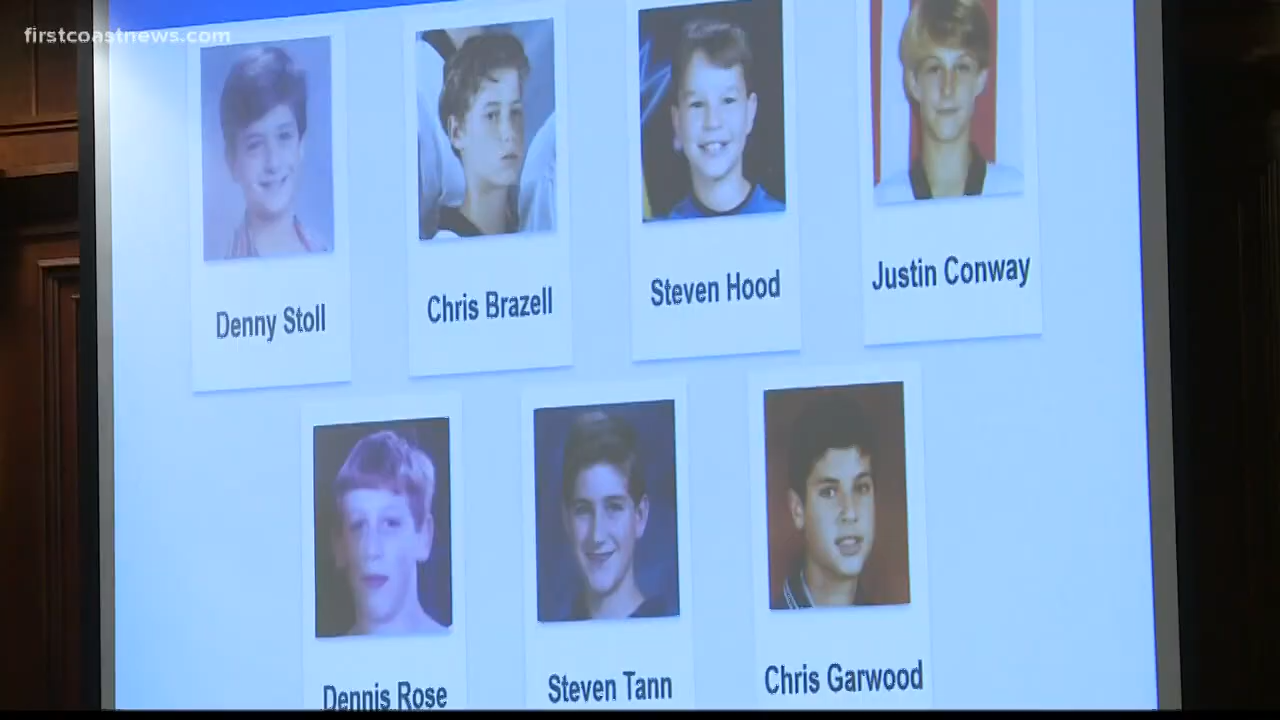 firstcoastnews.com
Denny Stoll
Chris Brazell
Steven Hood
Justin Conway
Dennis Rose
Steven Tann
Chris Garwood